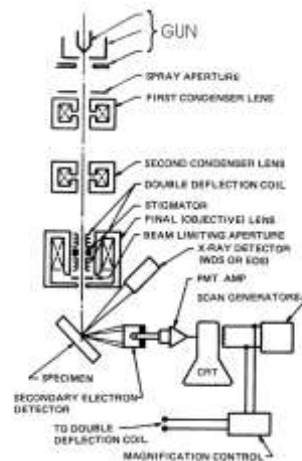 GUN
SPRAY APERTURE
FIRST CONDENSER LENS
SECOND CONDENSER LENS
DOUBLE DEFLECTION COIL
STIGMATOR
FINAL (OBJECTIVE) LENS
BEAM LIMITING APERTURE
X-RAY DETECTOR
(WDS OR EDS)
PMT AMP
SCAN GENERATORS
CRT
SPECIMEN
SECONDARY ELECTRON
DETECTOR
TO DOUBLE
DEFLECTION COIL
MAGNIFICATION CONTROL